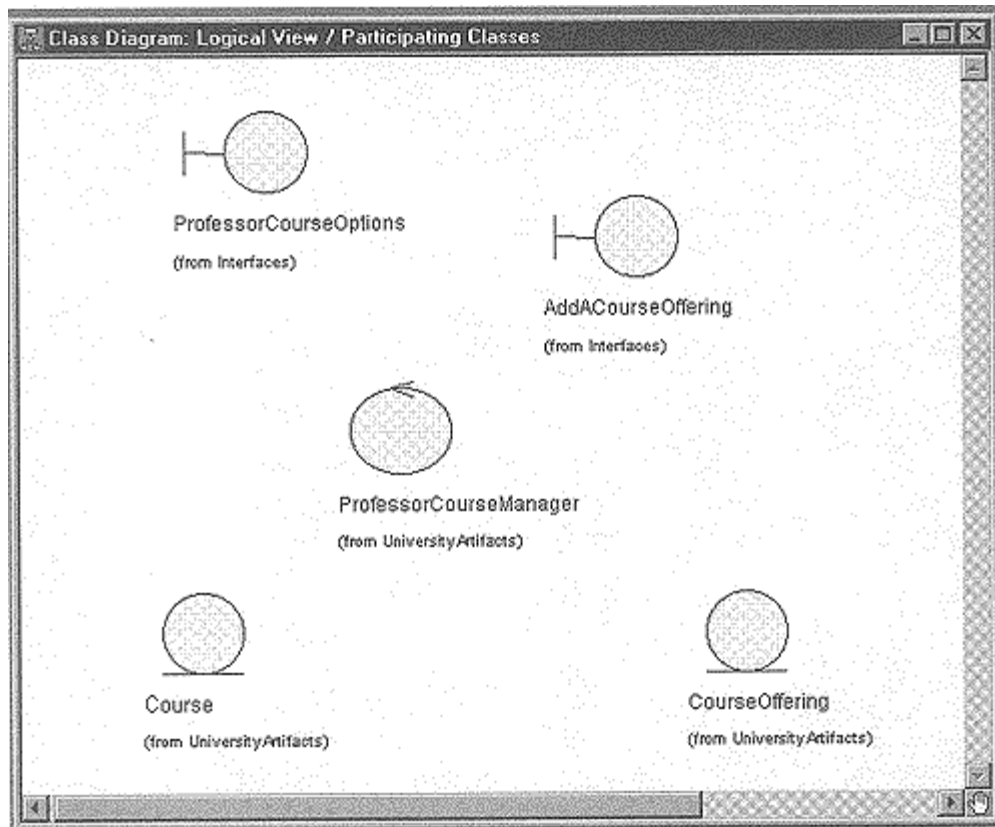 Class Diagram: Logical View / Participating Classes
ProfessorCourseOptions
(from Interfaces)
AddACourseOffering
(from Interfaces)
ProfessorCourseManager
(from UniversityArtifacts)
Course
(from UniversityArtifacts)
CourseOffering
(from UniversityArtifacts)